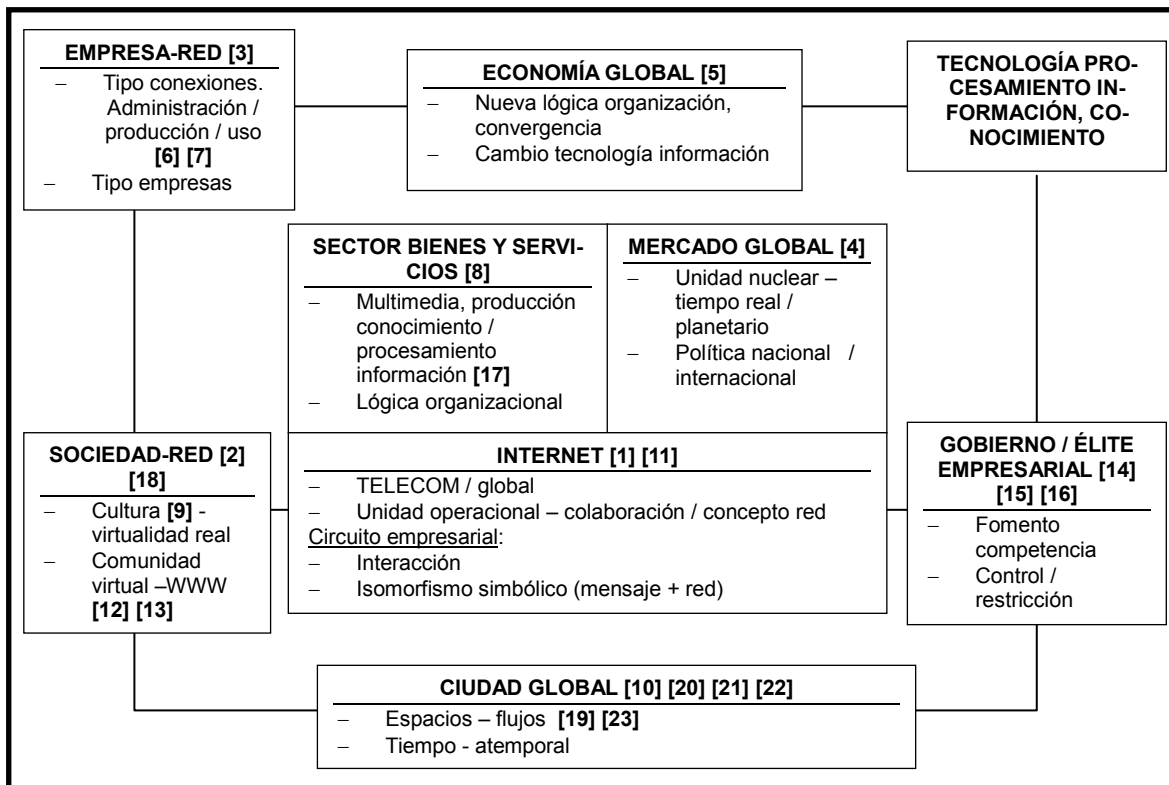 EMPRESA-RED [3]
– Tipo conexiones.
Administración /
producción / uso
[6] [7]
– Tipo empresas
ECONOMÍA GLOBAL [5]
– Nueva lógica organización,
convergencia
– Cambio tecnología información
TECNOLOGÍA PRO-
CESAMIENTO IN-
FORMACIÓN, CO-
NOCIMIENTO
SECTOR BIENES Y SERVI-
CIOS [8]
– Multimedia, producción
conocimiento /
procesamiento
información [17]
– Lógica organizacional
MERCADO GLOBAL [4]
– Unidad nuclear –
tiempo real /
planetario
– Política nacional /
internacional
SOCIEDAD-RED [2]
[18]
– Cultura [9] -
virtualidad real
– Comunidad
virtual –WWW
[12] [13]
INTERNET [1] [11]
– TELECOM / global
– Unidad operacional – colaboración / concepto red
Circuito empresarial:
– Interacción
– Isomorfismo simbólico (mensaje + red)
GOBIERNO / ÉLITE
EMPRESARIAL [14]
[15] [16]
– Fomento
competencia
– Control /
restricción
CIUDAD GLOBAL [10] [20] [21] [22]
– Espacios – flujos [19] [23]
– Tiempo - atemporal